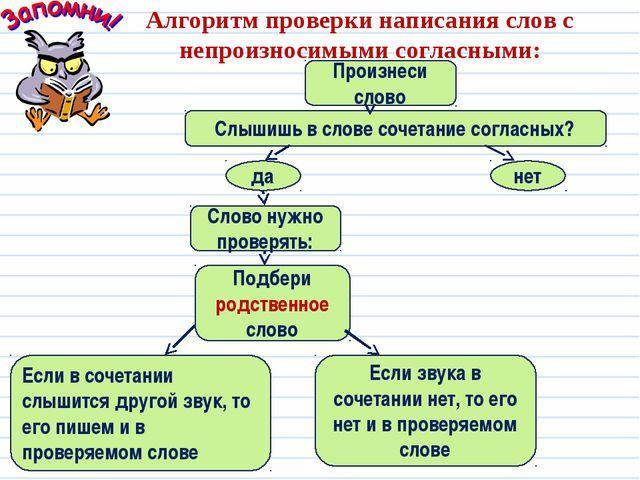 Запомни!
Алгоритм проверки написания слов с
непроизносимыми согласными:
Произнеси
слово
Слышишь в слове сочетание согласных?
да
нет
Слово нужно
проверять:
Подбери
родственное
слово
Если в сочетании
слышится другой звук, то
его пишем и в
проверяемом слове
Если звука в
сочетании нет, то его
нет и в проверяемом
слове